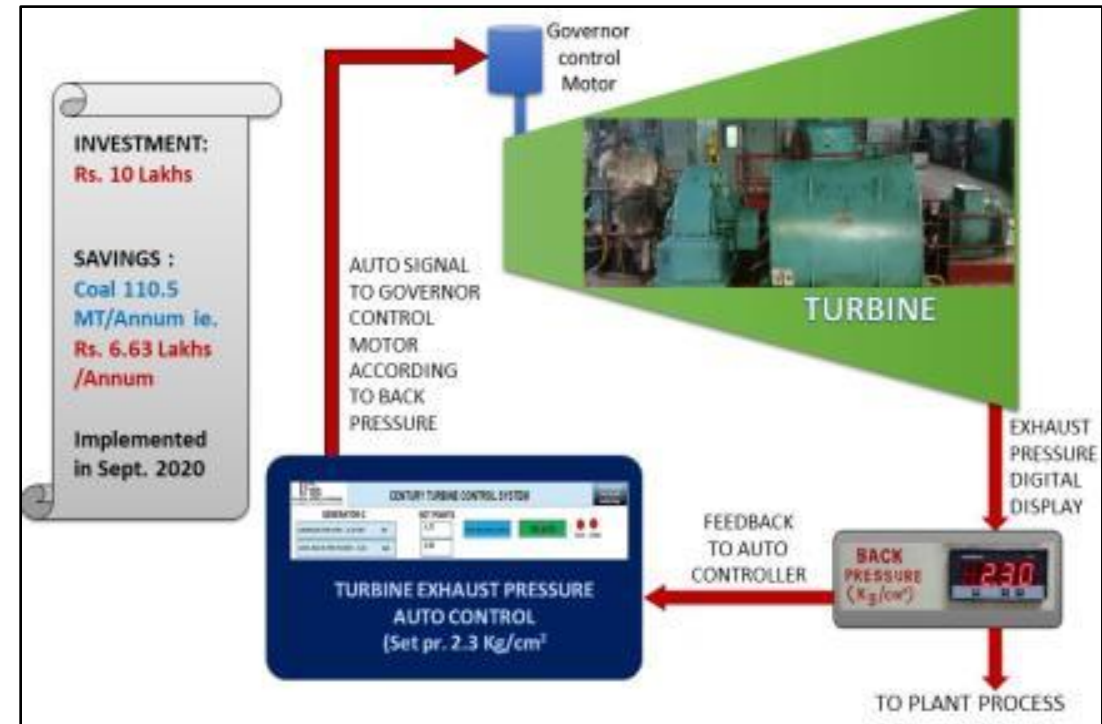 Governor
control
Motor
INVESTMENT:
Rs. 10 Lakhs
SAVINGS :
Coal 110.5
MT/Annum ie.
Rs. 6.63 Lakhs
/Annum
Implemented
in Sept. 2020
AUTO SIGNAL
TO GOVERNOR
CONTROL
MOTOR
ACCORDING
TO BACK
PRESSURE
TURBINE
EXHAUST
PRESSURE
DIGITAL
DISPLAY
FEEDBACK
TO AUTO
CONTROLLER
BACK
PRESSURE
(Kg/cm²)
2.30
CENTURY TURBINE CONTROL SYSTEM
SET POINTS
TURBINE EXHAUST PRESSURE
AUTO CONTROL
(Set pr. 2.3 Kg/cm²
TO PLANT PROCESS